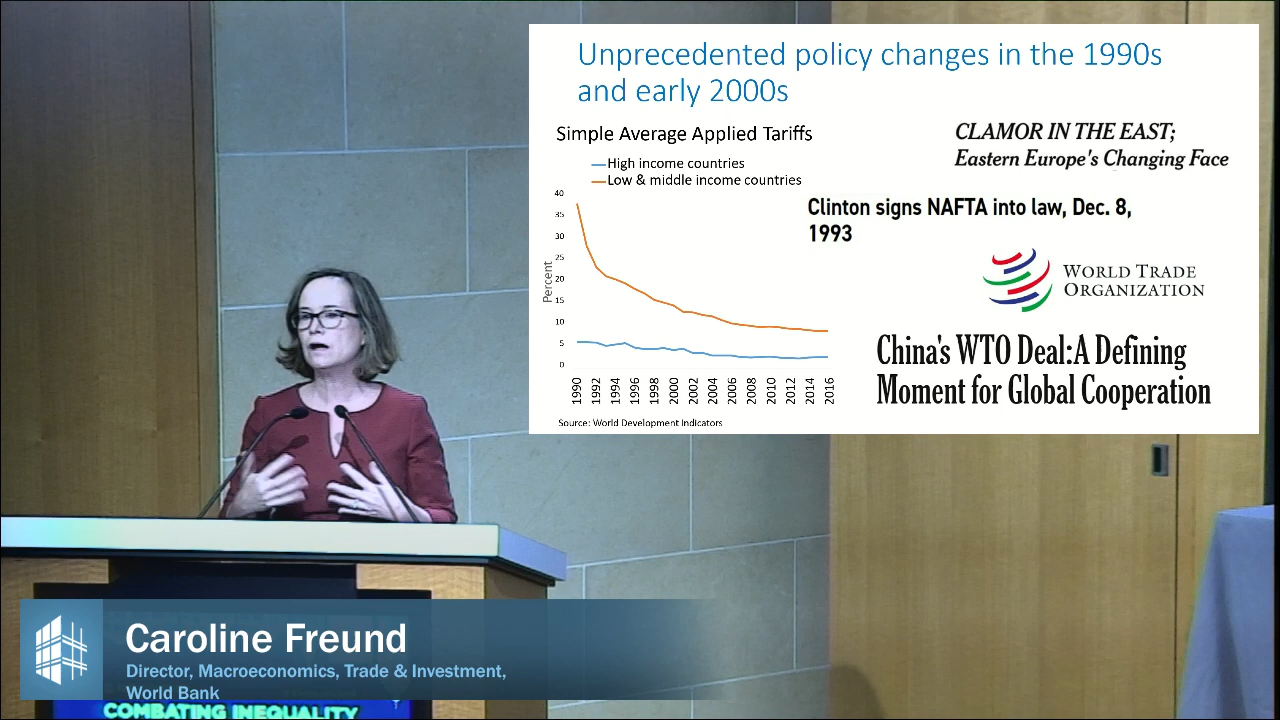 Unprecedented policy changes in the 1990s
and early 2000s
Simple Average Applied Tariffs
High income countries
Low & middle income countries
40
35
30
25
20
15
10
5
0
Percent
1990
1992
1994
1996
1998
2000
2002
2004
2006
2008
2010
2012
2014
2016
Source: World Development Indicators
CLAMOR IN THE EAST;
Eastern Europe's Changing Face
Clinton signs NAFTA into law, Dec. 8,
1993
WORLD TRADE
ORGANIZATION
China's WTO Deal:A Defining
Moment for Global Cooperation
Caroline Freund
Director, Macroeconomics, Trade & Investment,
World Bank
COMBATING INEQUALITY